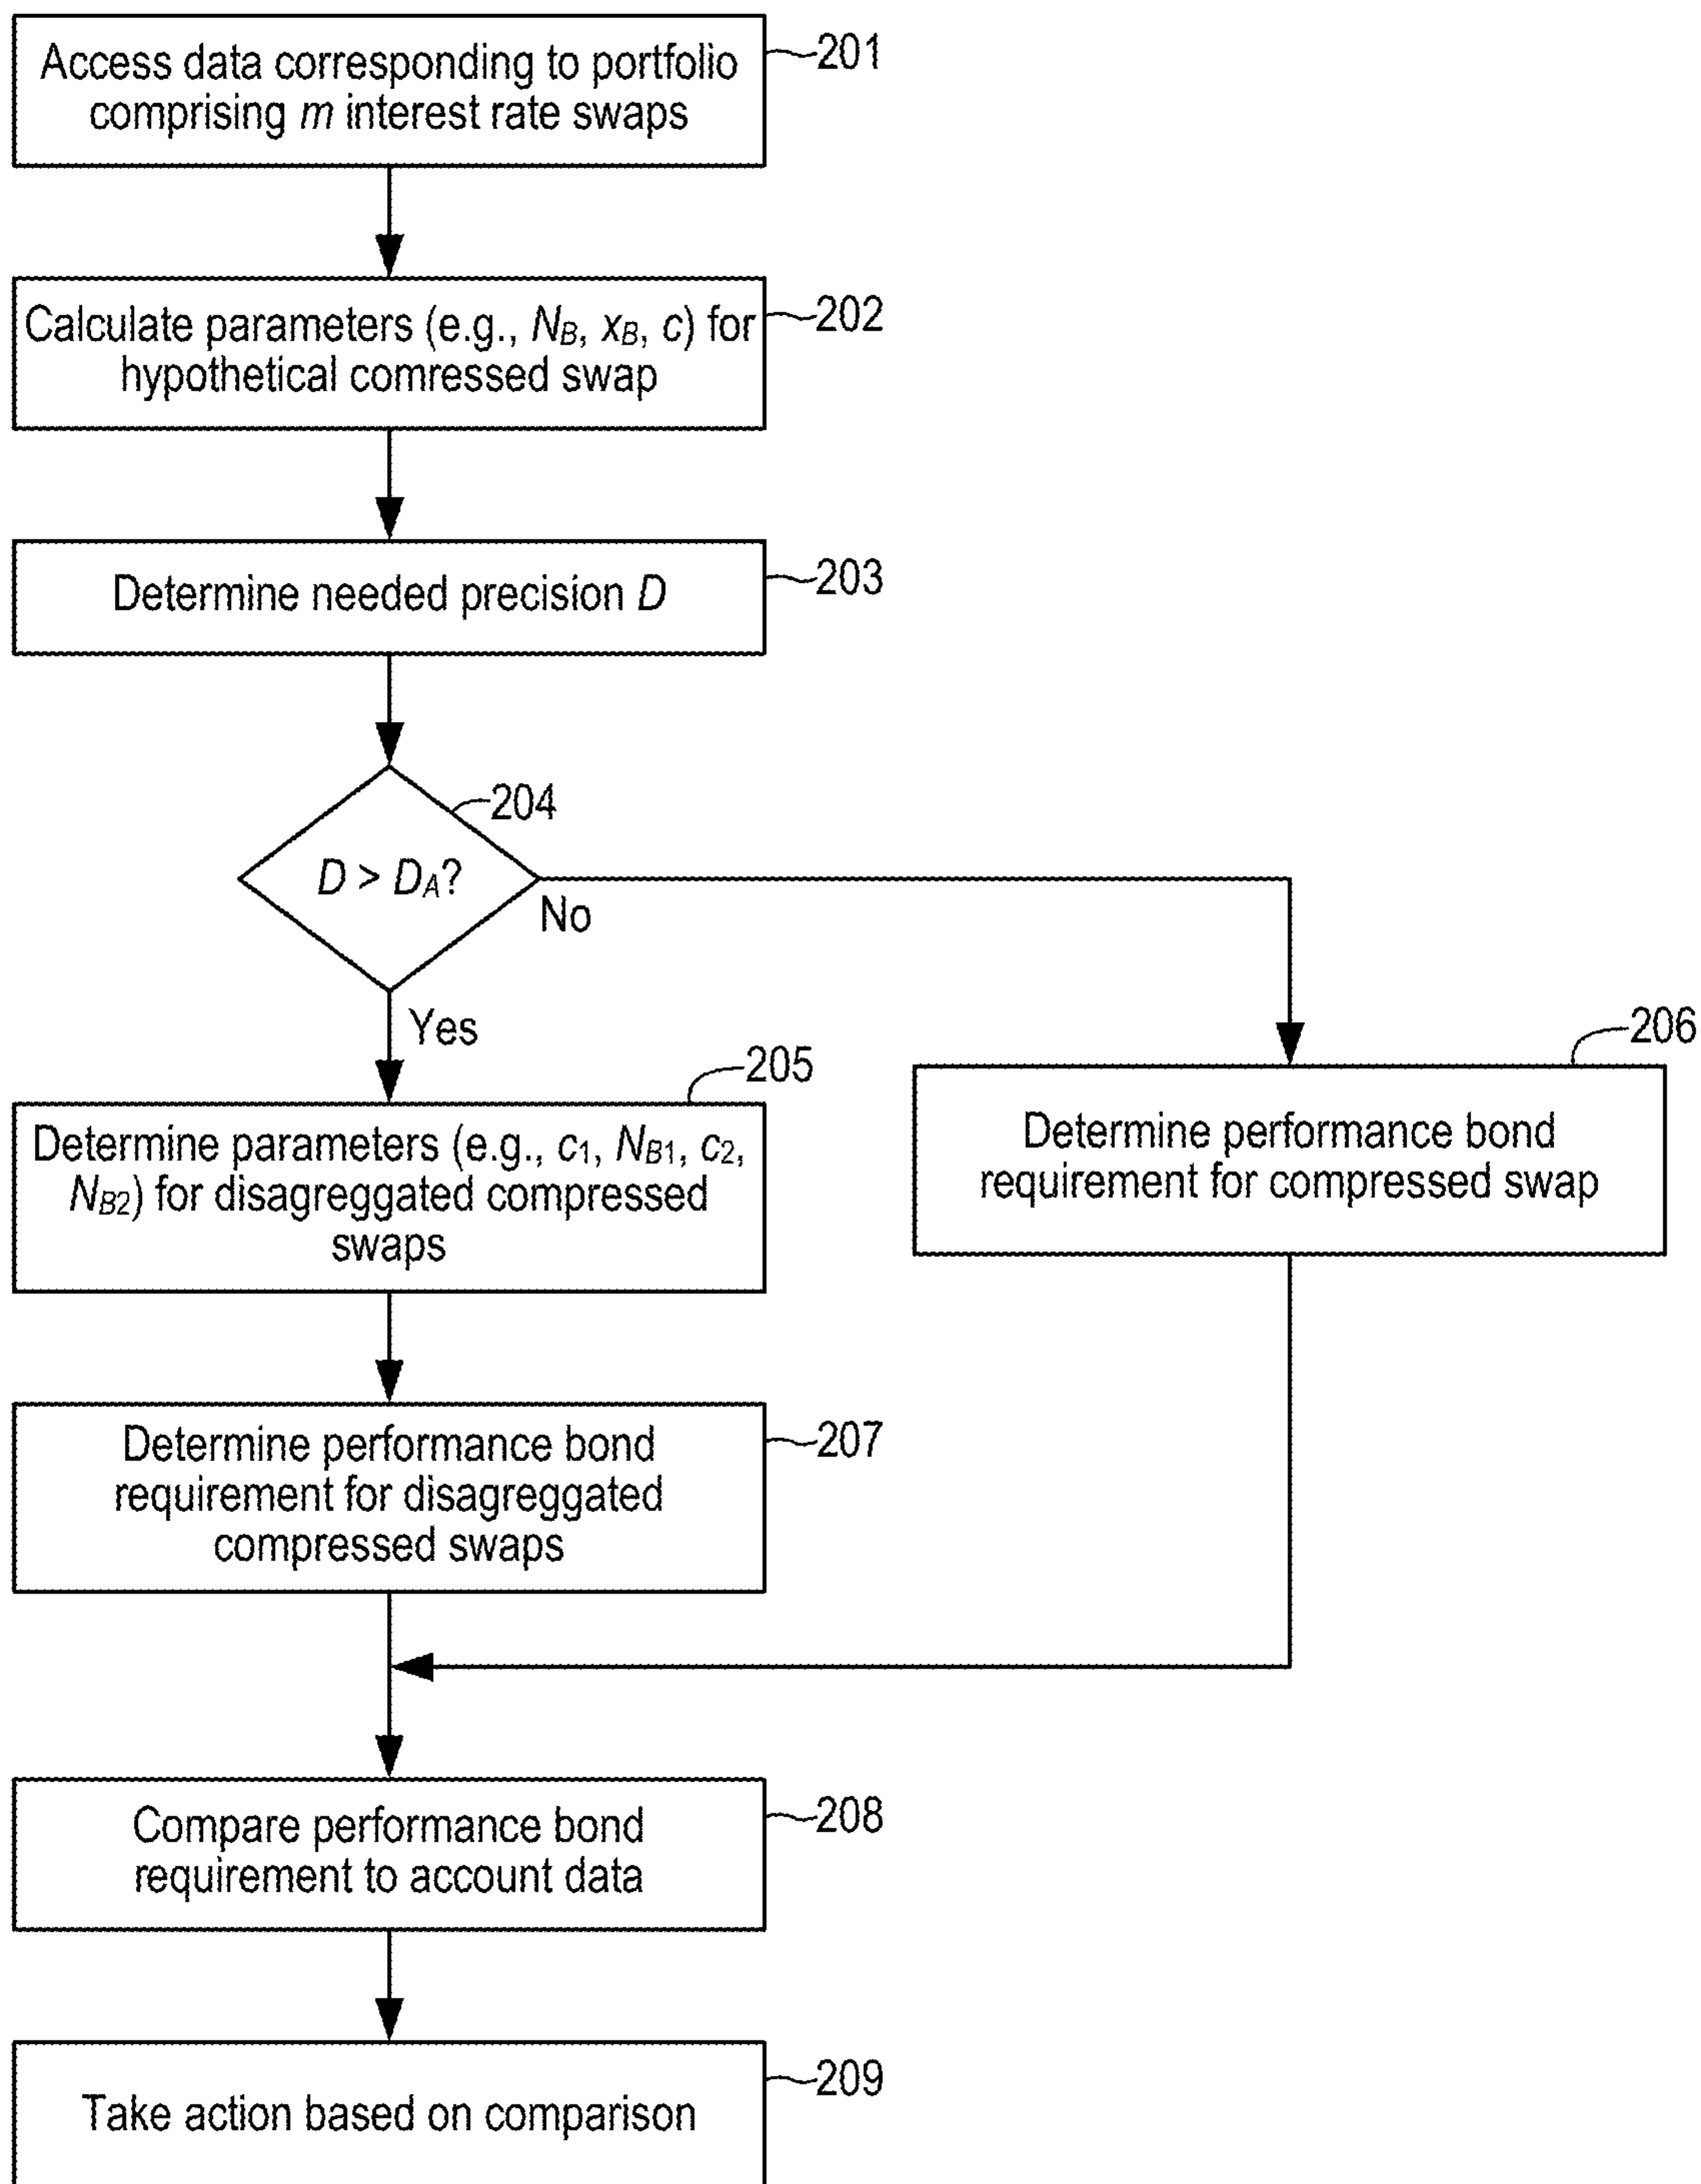 Access data corresponding to portfolio
comprising m interest rate swaps
201
Calculate parameters (e.g., NB, xB, c) for
hypothetical comressed swap
202
Determine needed precision D
203
204
D > DA?
No
Yes
205
Determine parameters (e.g., c1, NB1, c2,
NB2) for disagreggated compressed
swaps
206
Determine performance bond
requirement for compressed swap
Determine performance bond
requirement for disagreggated
compressed swaps
207
Compare performance bond
requirement to account data
208
Take action based on comparison
209